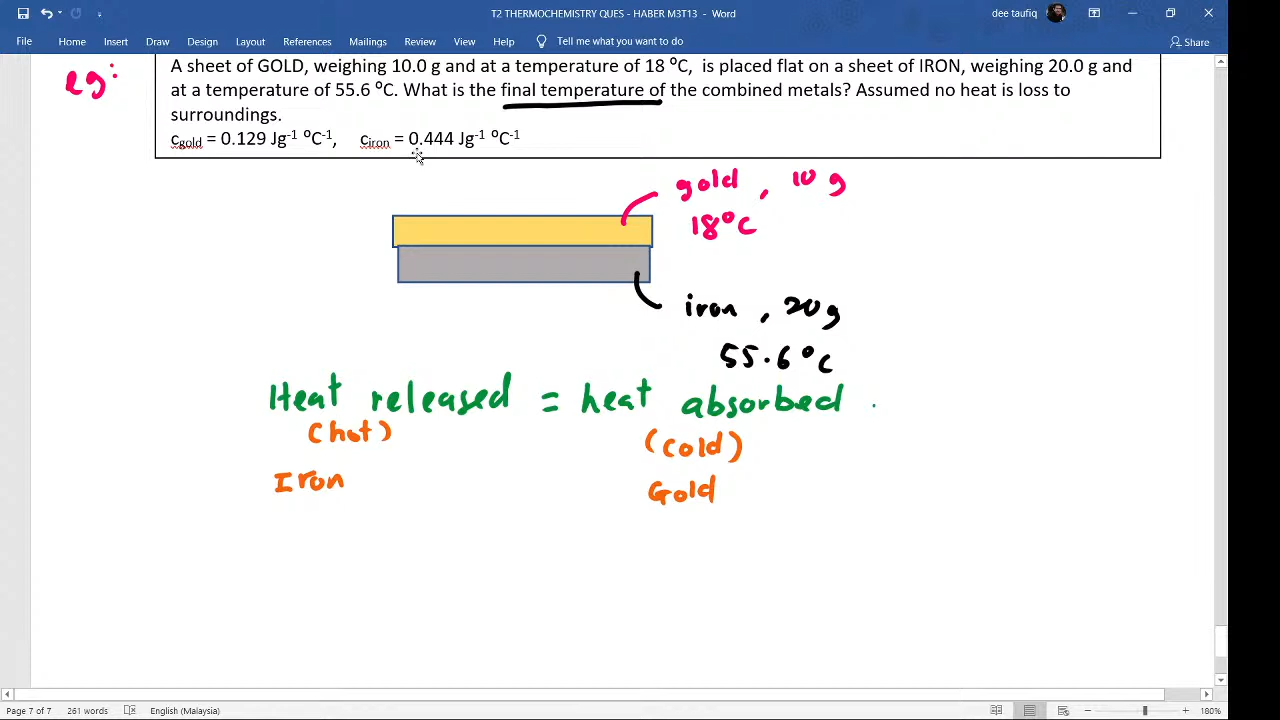 T2 THERMOCHEMISTRY QUES - HABER M3T13 - Word
dee taufiq
File Home Insert Draw Design Layout References Mailings Review View Help Tell me what you want to do
Share
eg:
A sheet of GOLD, weighing 10.0 g and at a temperature of 18 ⁰C, is placed flat on a sheet of IRON, weighing 20.0 g and
at a temperature of 55.6 ⁰C. What is the final temperature of the combined metals? Assumed no heat is loss to
surroundings.
cgold = 0.129 Jg⁻¹ ⁰C⁻¹, ciron = 0.444 Jg⁻¹ ⁰C⁻¹
gold, 10 g
18°C
iron, 20g
55.6°C
Heat released = heat absorbed.
(hot) (cold)
Iron Gold
Page 7 of 7 261 words English (Malaysia) 180%